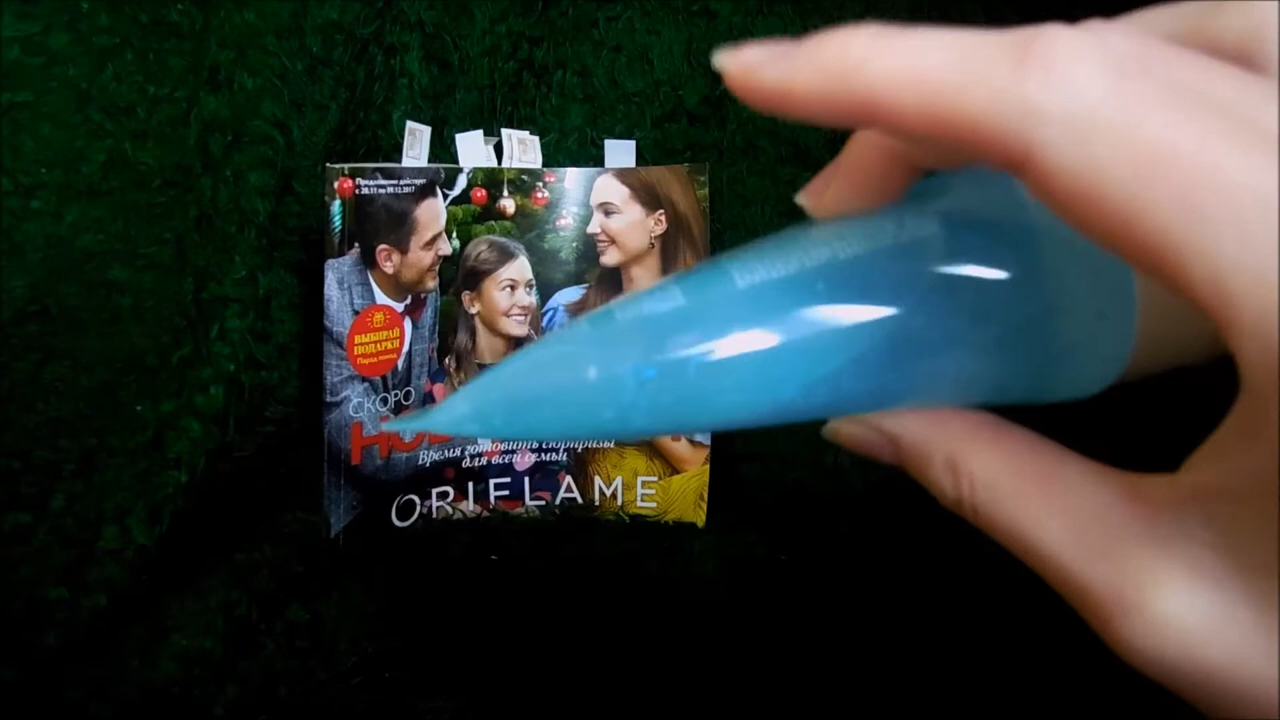 Предложение действует
с 20.11 по 09.12.2017
ВЫБИРАЙ
ПОДАРКИ
СКОРО
Время готовить сюрпризы
для всей семьи
ORIFLAME